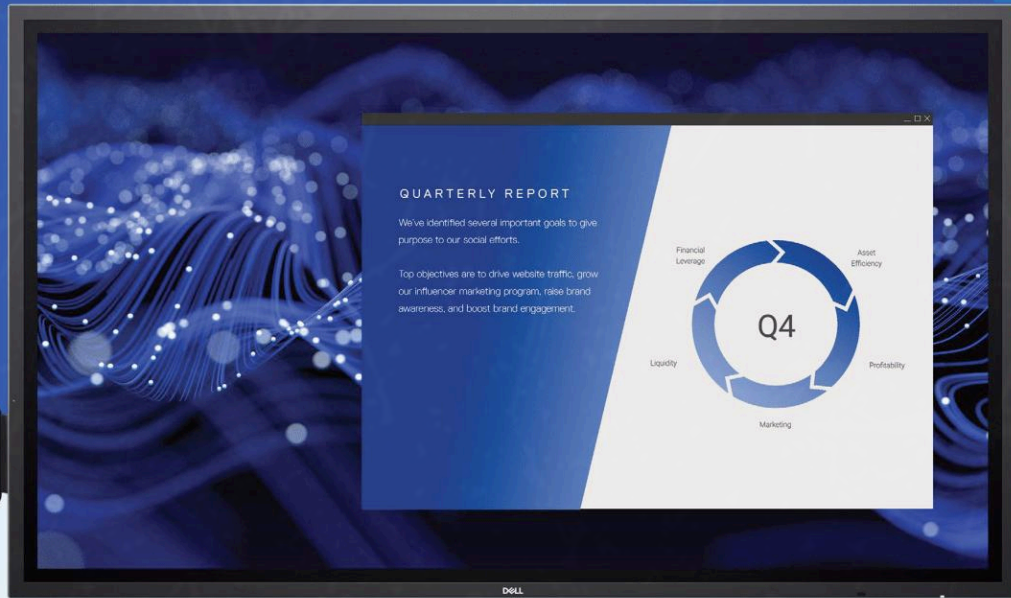 QUARTERLY REPORT
We've identified several important goals to give
purpose to our social efforts.
Top objectives are to drive website traffic, grow
our influencer marketing program, raise brand
awareness, and boost brand engagement.
Financial
Leverage
Asset
Efficiency
Q4
Liquidity
Profitability
Marketing
DELL